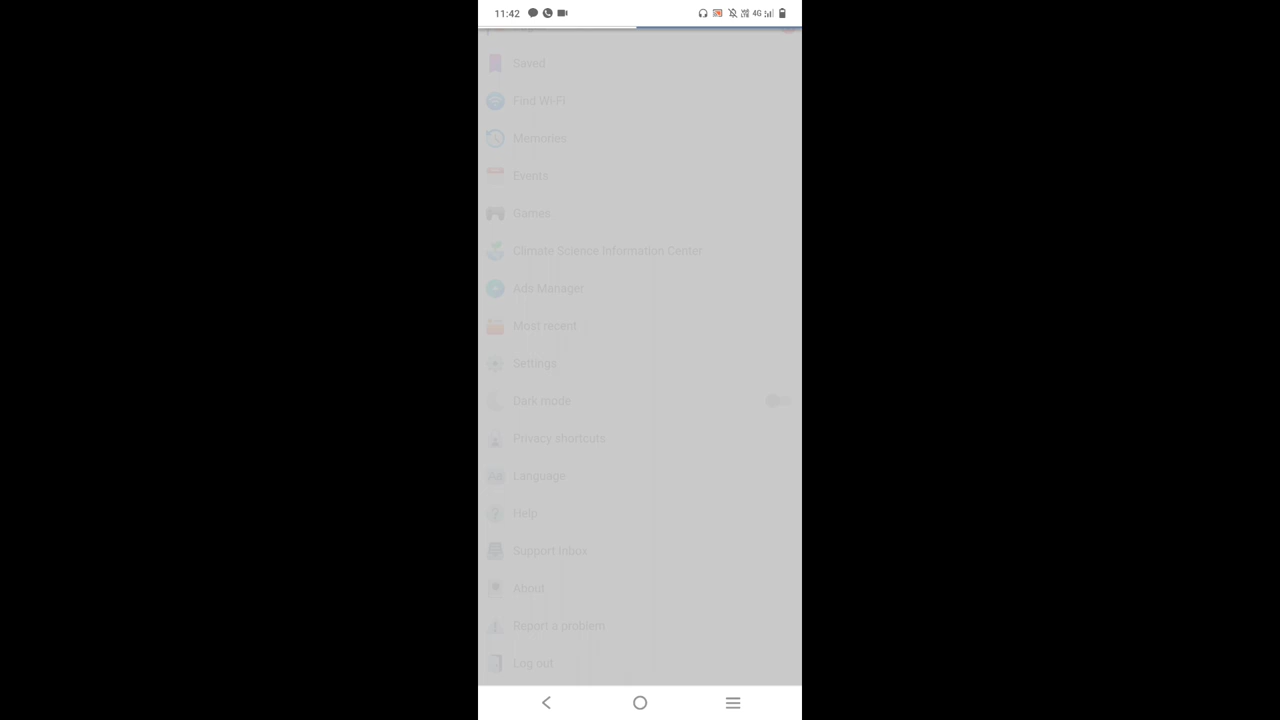 11:42
4G
Saved
Find Wi-Fi
Memories
Events
Games
Climate Science Information Center
Ads Manager
Most recent
Settings
Dark mode
Privacy shortcuts
Language
Help
Support Inbox
About
Report a problem
Log out